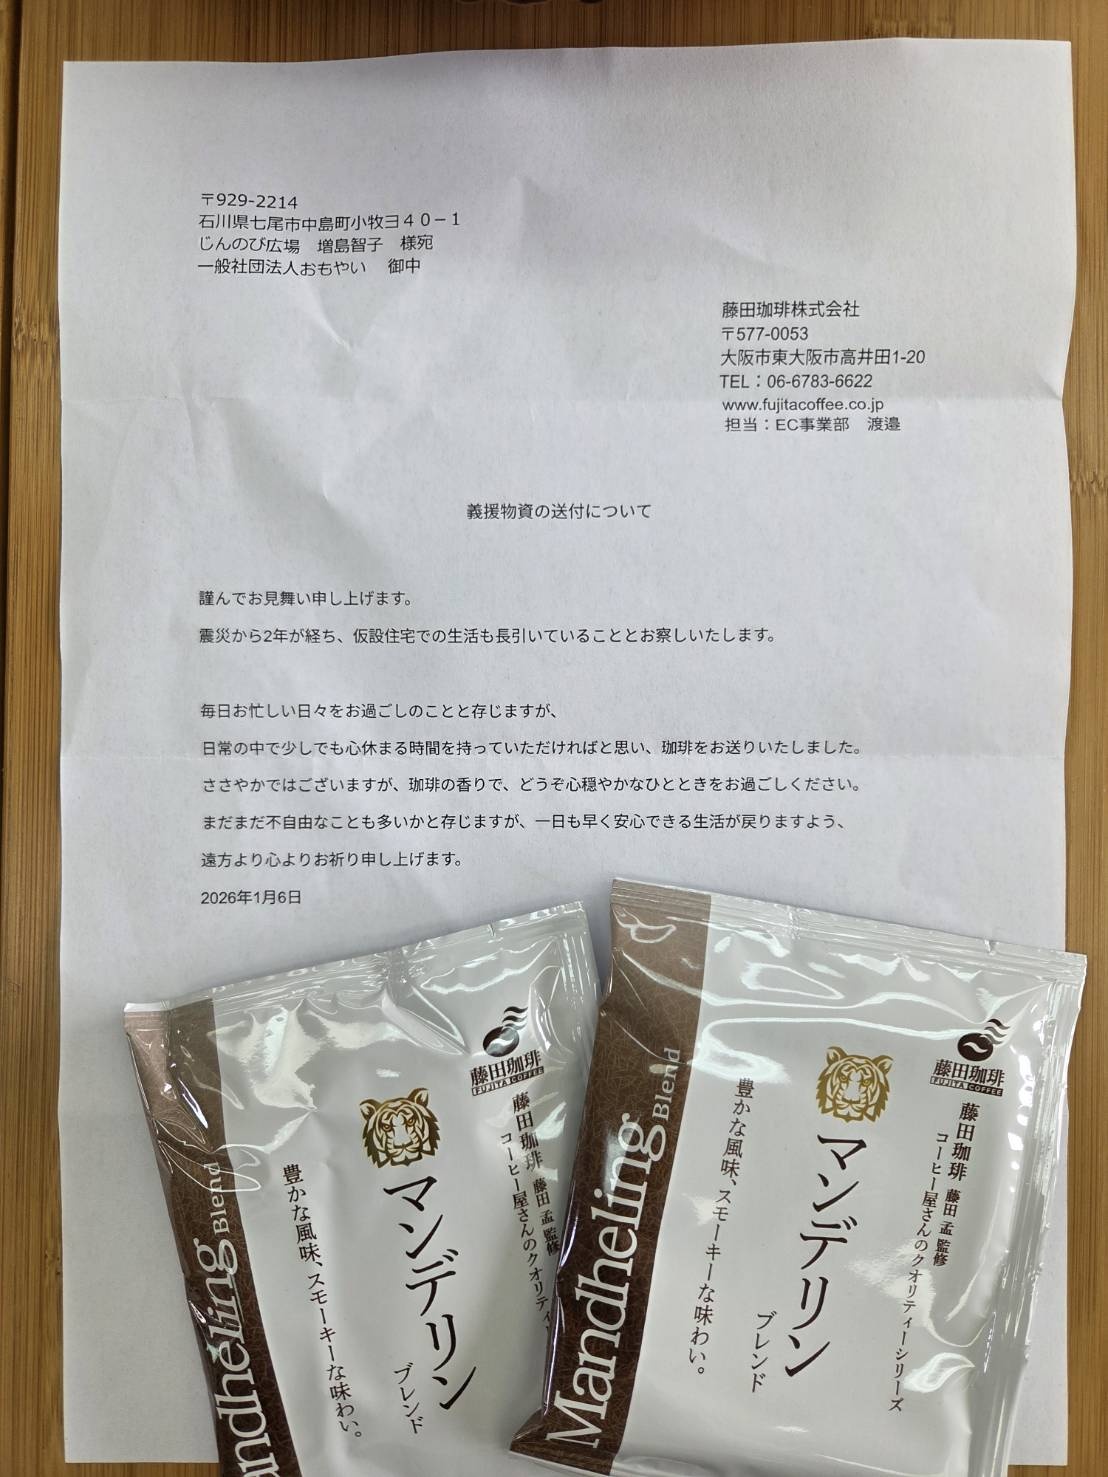 〒929-2214
石川県七尾市中島町小牧ヨ４０－１
じんのび広場　増島智子　様宛
一般社団法人おもやい　御中
藤田珈琲株式会社
〒577-0053
大阪市東大阪市高井田1-20
TEL：06-6783-6622
www.fujitacoffee.co.jp
担当：EC事業部　渡邉
義援物資の送付について
謹んでお見舞い申し上げます。
震災から2年が経ち、仮設住宅での生活も長引いていることとお察しいたします。
毎日お忙しい日々をお過ごしのことと存じますが、
日常の中で少しでも心休まる時間を持っていただければと思い、珈琲をお送りいたしました。
ささやかではございますが、珈琲の香りで、どうぞ心穏やかなひとときをお過ごしください。
まだまだ不自由なことも多いかと存じますが、一日も早く安心できる生活が戻りますよう、
遠方より心よりお祈り申し上げます。
2026年1月6日
藤田珈琲
FUJITA COFFEE
藤田珈琲 藤田 孟 監修
コーヒー屋さんのクオリティ
マンデリン
ブレンド
豊かな風味、スモーキーな味わい。
andheling Blend
藤田珈琲
FUJITA COFFEE
藤田珈琲 藤田 孟 監修
コーヒー屋さんのクオリティーシリーズ
マンデリン
ブレンド
豊かな風味、スモーキーな味わい。
Mandheling Blend